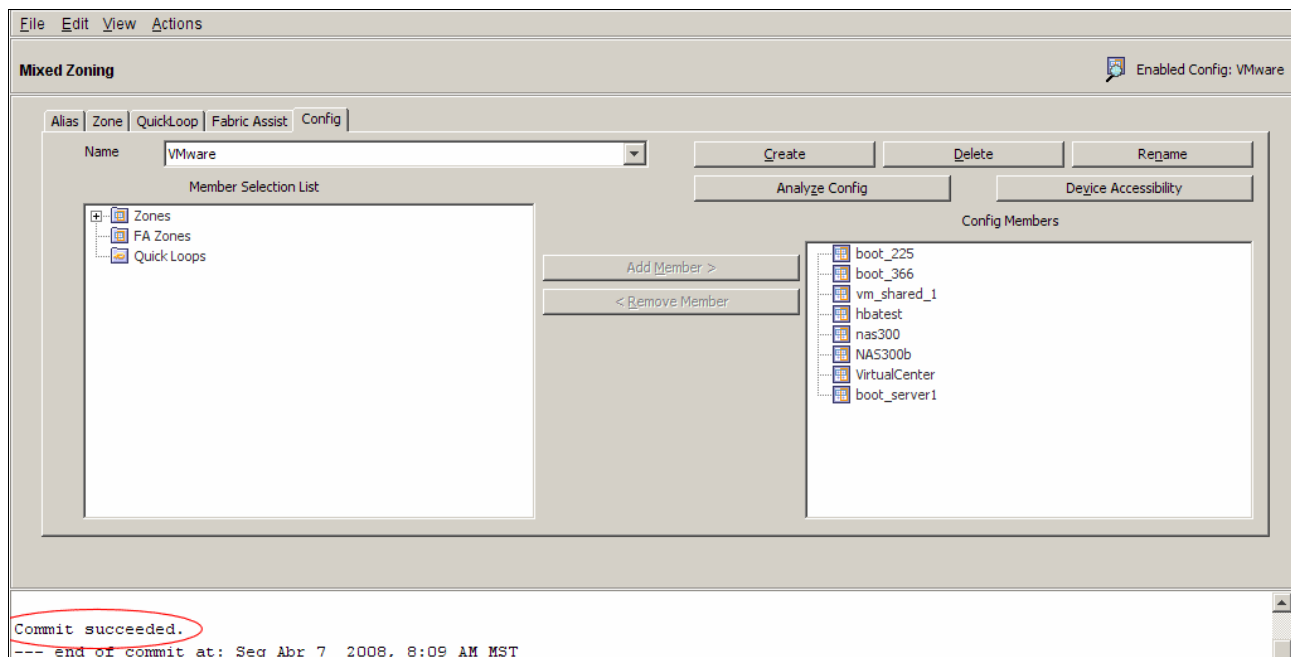 File Edit View Actions
Mixed Zoning
Enabled Config: VMware
Alias Zone QuickLoop Fabric Assist Config
Name VMware
Create Delete Rename
Member Selection List
Analyze Config Device Accessibility
Config Members
Zones
FA Zones
Quick Loops
Add Member >
< Remove Member
boot_225
boot_366
vm_shared_1
hbatest
nas300
NAS300b
VirtualCenter
boot_server1
Commit succeeded.
--- end of commit at: Seg Abr 7 2008, 8:09 AM MST